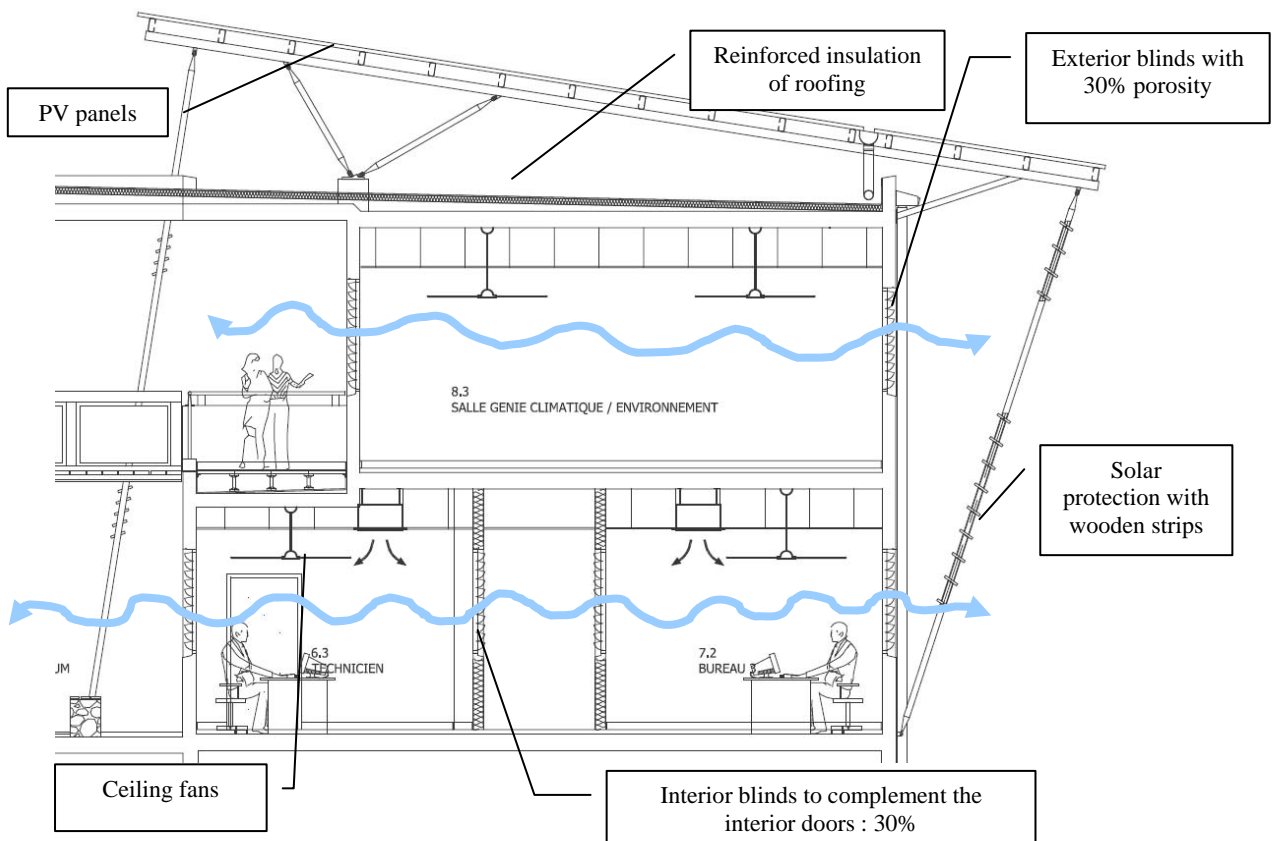 Reinforced insulation
of roofing
Exterior blinds with
30% porosity
PV panels
8.3
SALLE GENIE CLIMATIQUE / ENVIRONNEMENT
Solar
protection with
wooden strips
UM
6.3
TECHNICIEN
7.2
BUREAU 3
Ceiling fans
Interior blinds to complement the
interior doors : 30%